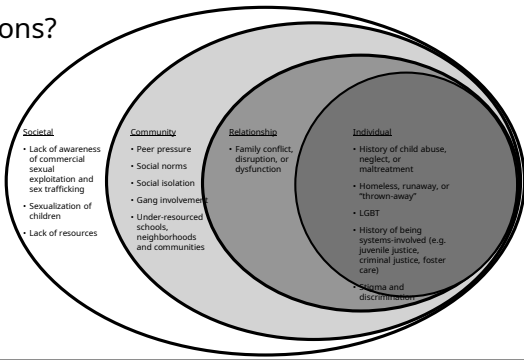 ons?
Societal
• Lack of awareness
of commercial
sexual
exploitation and
sex trafficking
• Sexualization of
children
• Lack of resources
Community
• Peer pressure
• Social norms
• Social isolation
• Gang involvement
• Under-resourced
schools,
neighborhoods
and communities
Relationship
• Family conflict,
disruption, or
dysfunction
Individual
• History of child abuse,
neglect, or
maltreatment
• Homeless, runaway, or
“thrown-away”
• LGBT
• History of being
systems-involved (e.g.
juvenile justice,
criminal justice, foster
care)
• Stigma and
discrimination